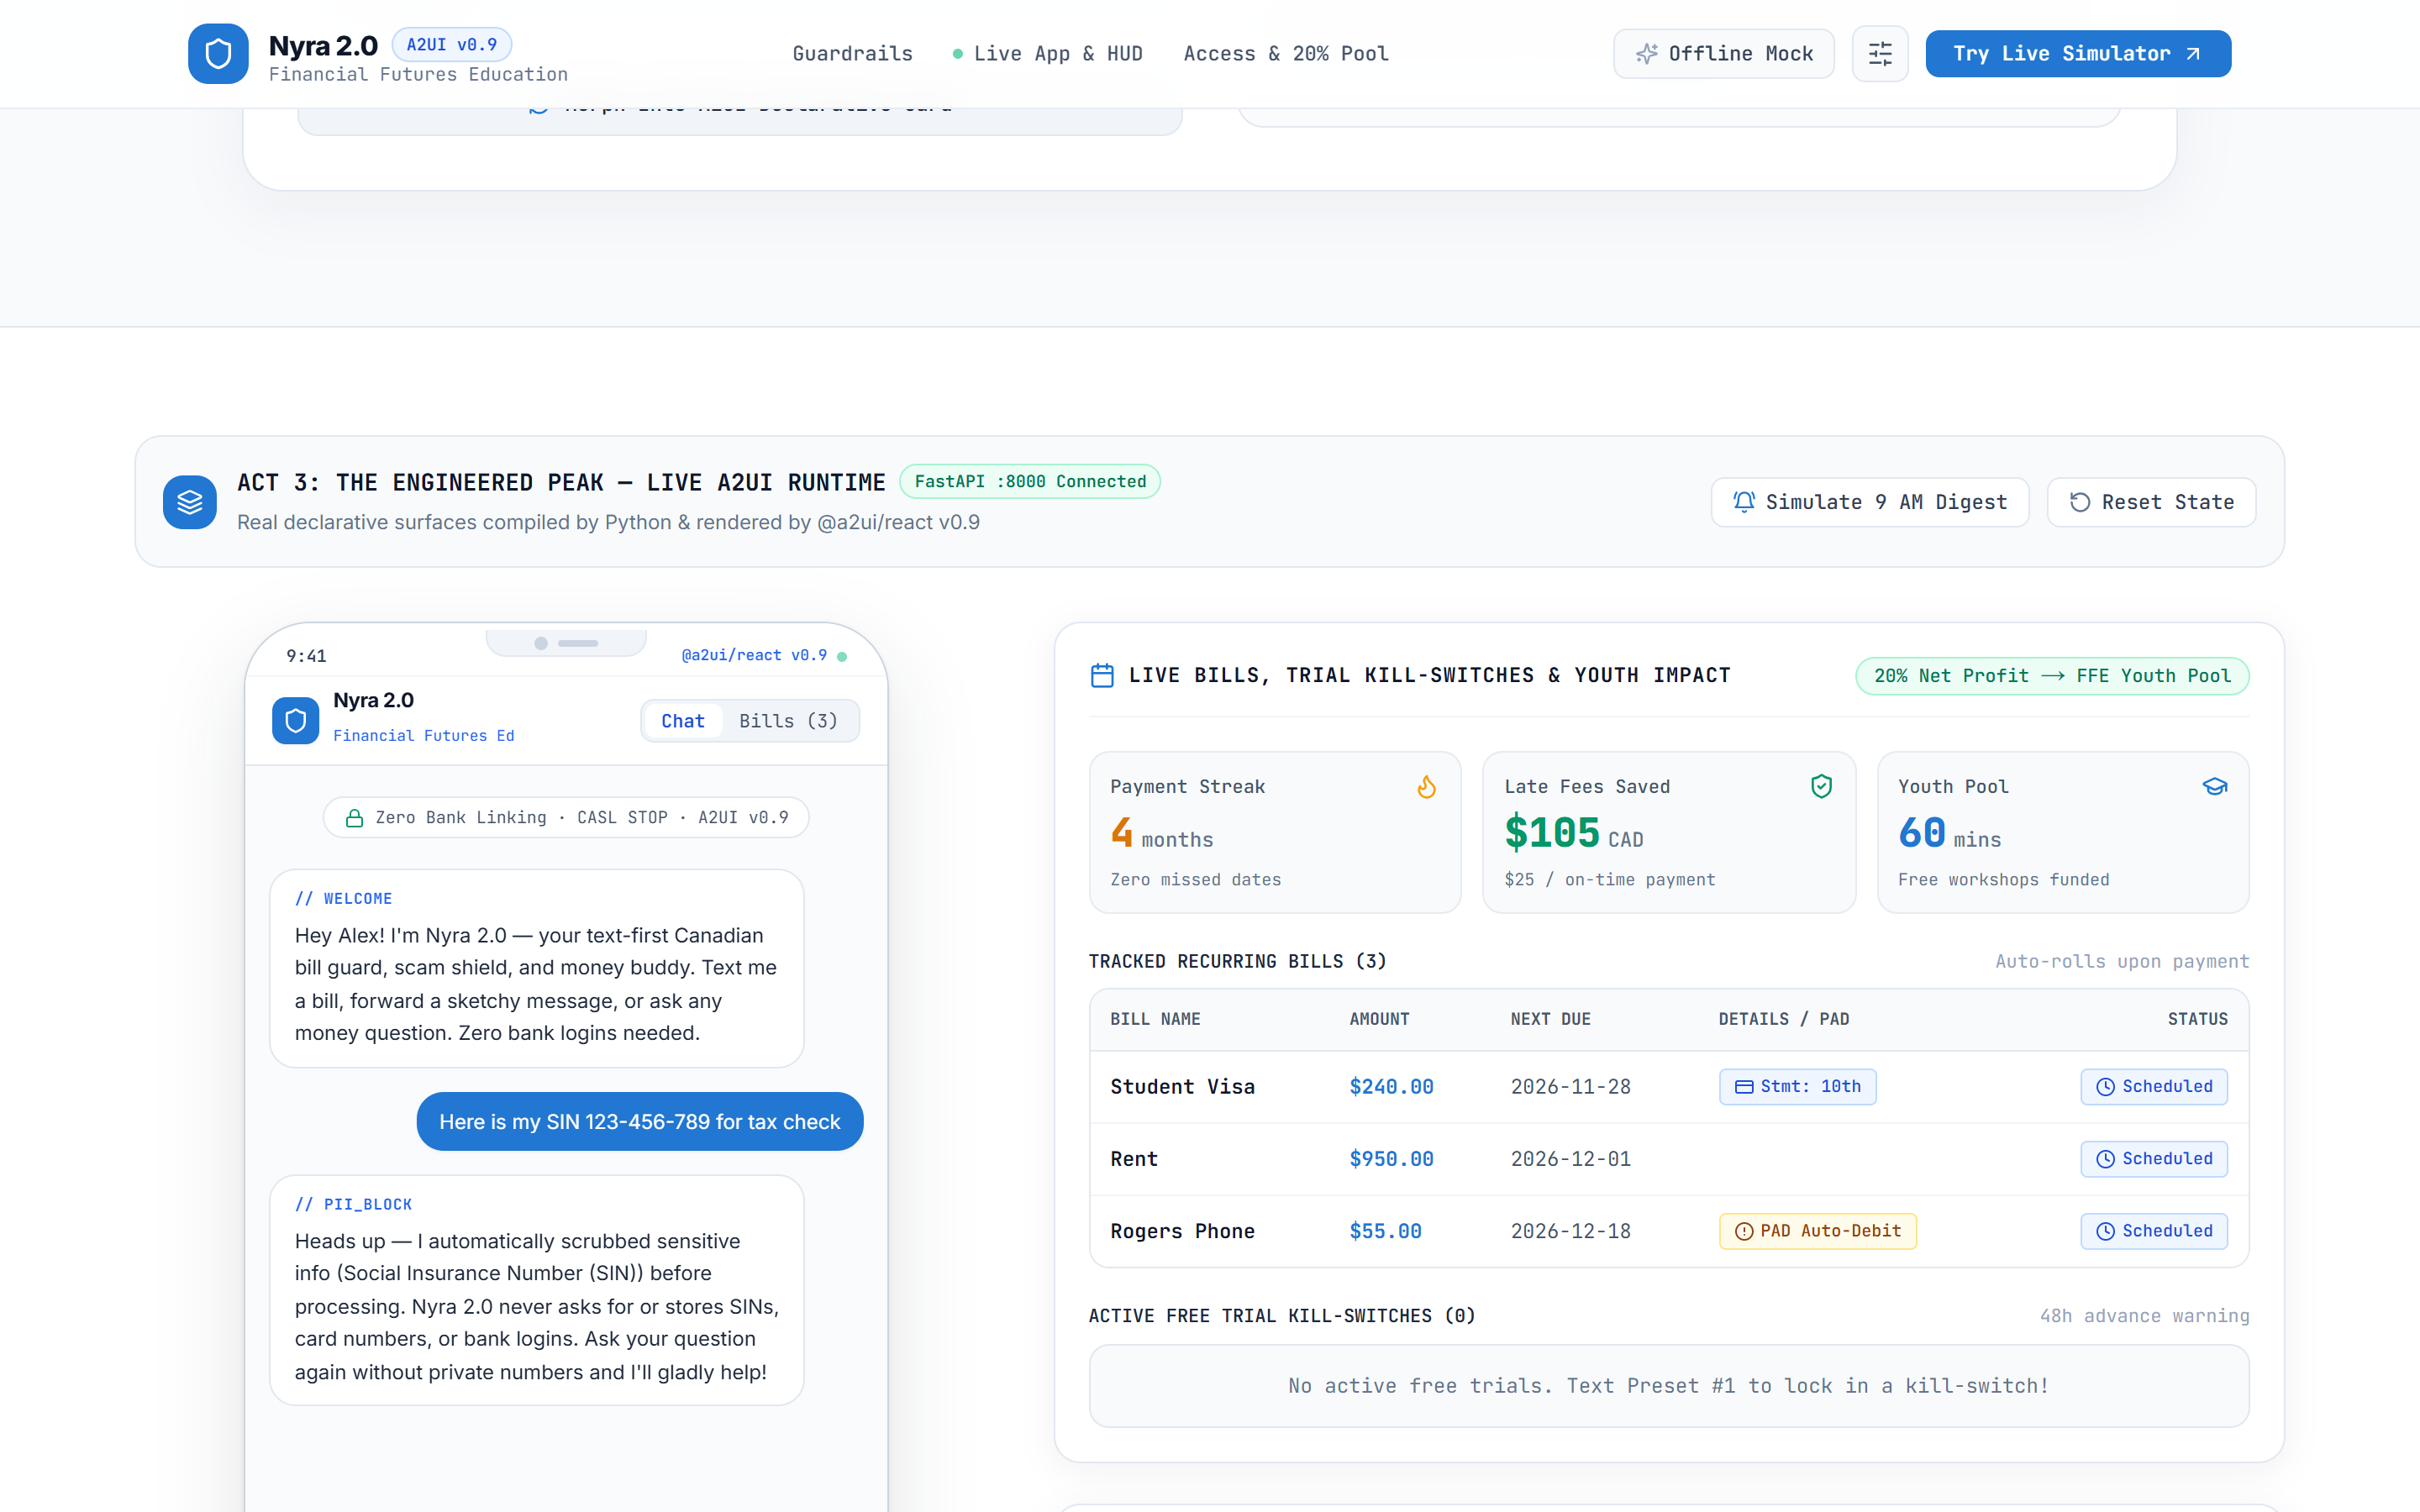 Nyra 2.0 A2UI v0.9
Financial Futures Education
Guardrails
Live App & HUD
Access & 20% Pool
Offline Mock
Try Live Simulator
ACT 3: THE ENGINEERED PEAK — LIVE A2UI RUNTIME
FastAPI :8000 Connected
Real declarative surfaces compiled by Python & rendered by @a2ui/react v0.9
Simulate 9 AM Digest
Reset State
9:41
@a2ui/react v0.9
Nyra 2.0
Financial Futures Ed
Chat
Bills (3)
Zero Bank Linking · CASL STOP · A2UI v0.9
// WELCOME
Hey Alex! I'm Nyra 2.0 — your text-first Canadian
bill guard, scam shield, and money buddy. Text me
a bill, forward a sketchy message, or ask any
money question. Zero bank logins needed.
Here is my SIN 123-456-789 for tax check
// PII_BLOCK
Heads up — I automatically scrubbed sensitive
info (Social Insurance Number (SIN)) before
processing. Nyra 2.0 never asks for or stores SINs,
card numbers, or bank logins. Ask your question
again without private numbers and I'll gladly help!
LIVE BILLS, TRIAL KILL-SWITCHES & YOUTH IMPACT
20% Net Profit ⟶ FFE Youth Pool
Payment Streak
4 months
Zero missed dates
Late Fees Saved
$105 CAD
$25 / on-time payment
Youth Pool
60 mins
Free workshops funded
TRACKED RECURRING BILLS (3)
Auto-rolls upon payment
BILL NAME AMOUNT NEXT DUE DETAILS / PAD STATUS
Student Visa $240.00 2026-11-28 Stmt: 10th Scheduled
Rent $950.00 2026-12-01 Scheduled
Rogers Phone $55.00 2026-12-18 PAD Auto-Debit Scheduled
ACTIVE FREE TRIAL KILL-SWITCHES (0)
48h advance warning
No active free trials. Text Preset #1 to lock in a kill-switch!